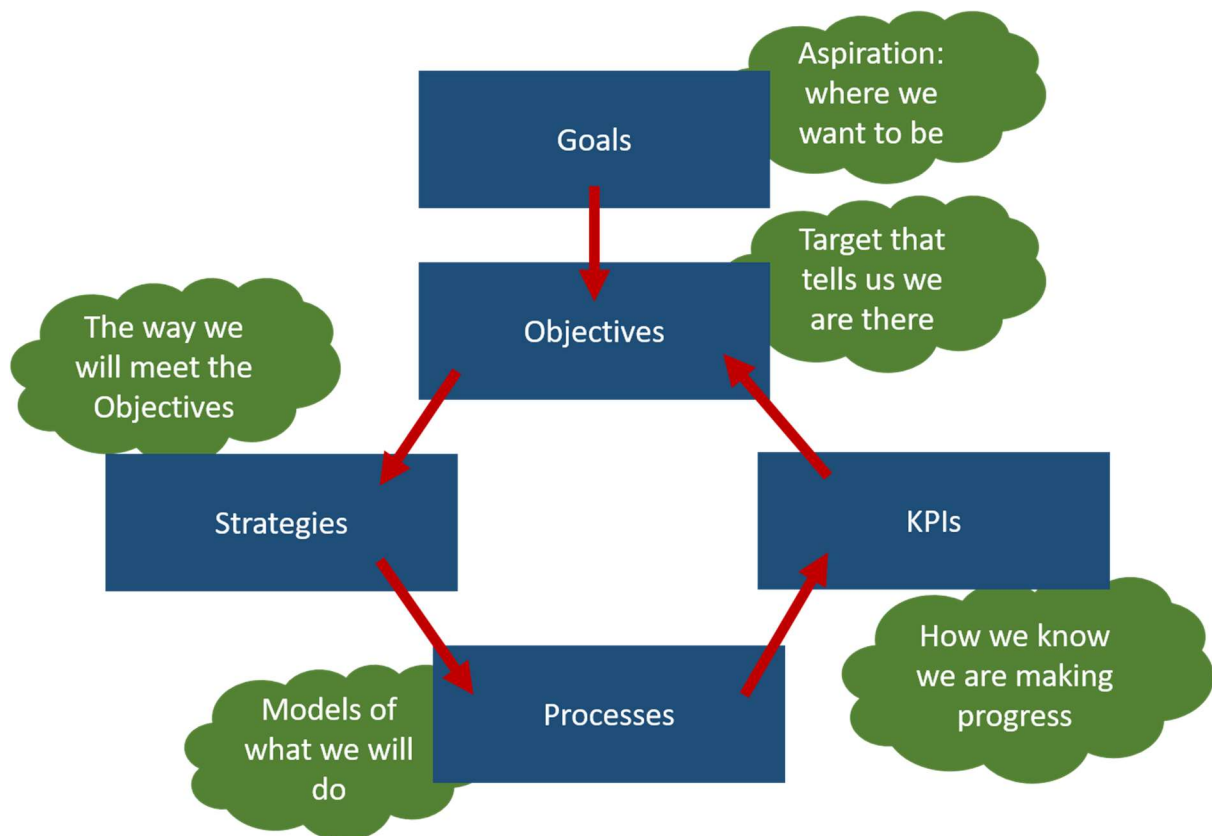 Aspiration:
where we
want to be
Goals
Target that
tells us we
are there
Objectives
The way we
will meet the
Objectives
Strategies
KPIs
How we know
we are making
progress
Models of
what we will
do
Processes